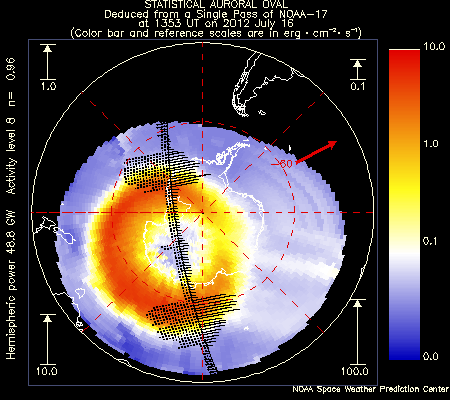 STATISTICAL AURORAL OVAL
Deduced from a Single Pass of NOAA-17
at 1353 UT on 2012 July 16
(Color bar and reference scales are in erg·cm⁻²·s⁻¹)
Hemispheric power 48.8 GW Activity level 8 n= 0.96
1.0
0.1
-60
10.0
100.0
10.0
1.0
0.1
0.0
NOAA Space Weather Prediction Center